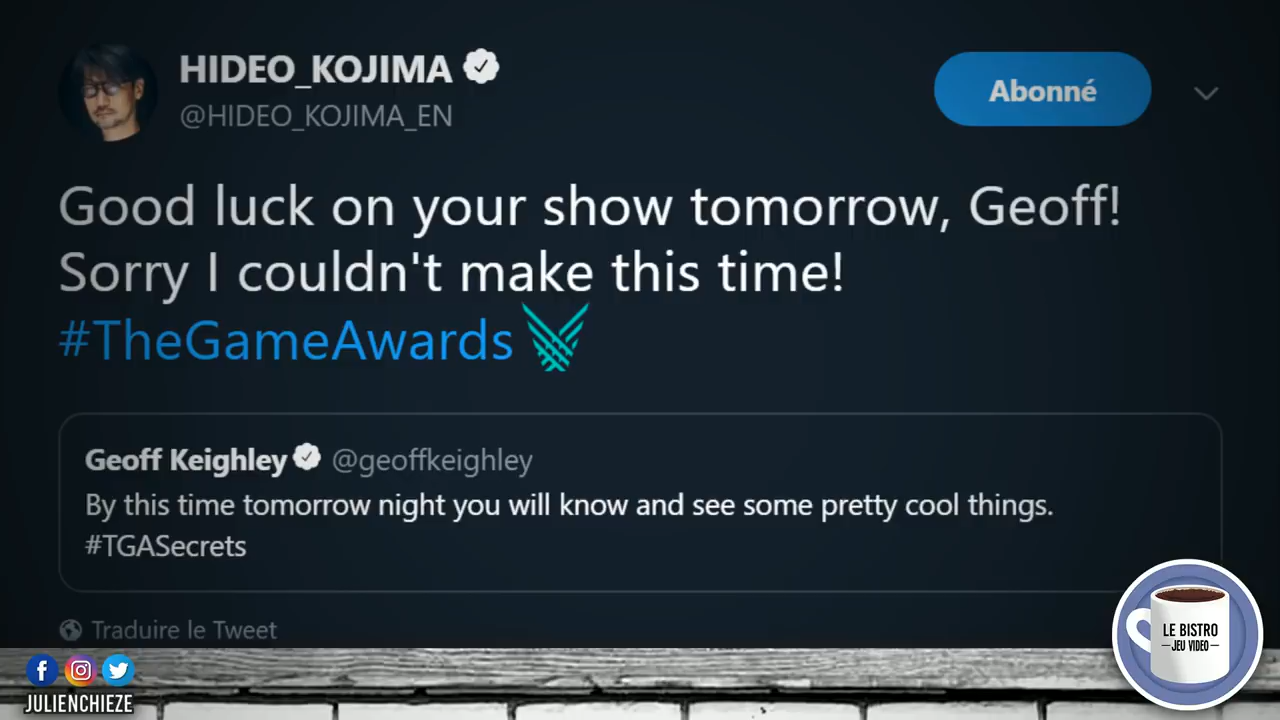 HIDEO_KOJIMA
@HIDEO_KOJIMA_EN
Abonné
Good luck on your show tomorrow, Geoff!
Sorry I couldn't make this time!
#TheGameAwards
Geoff Keighley @geoffkeighley
By this time tomorrow night you will know and see some pretty cool things.
#TGASecrets
Traduire le Tweet
JULIENCHIEZE
LE BISTRO
—JEU VIDEO—